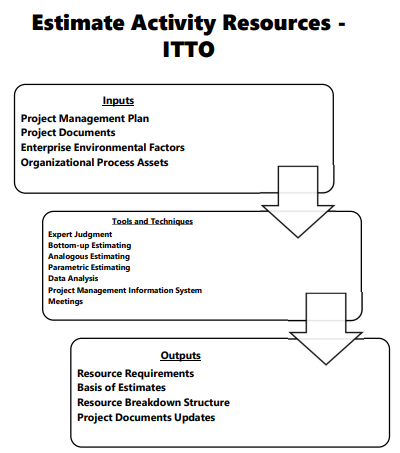 Estimate Activity Resources -
ITTO
Inputs
Project Management Plan
Project Documents
Enterprise Environmental Factors
Organizational Process Assets
Tools and Techniques
Expert Judgment
Bottom-up Estimating
Analogous Estimating
Parametric Estimating
Data Analysis
Project Management Information System
Meetings
Outputs
Resource Requirements
Basis of Estimates
Resource Breakdown Structure
Project Documents Updates